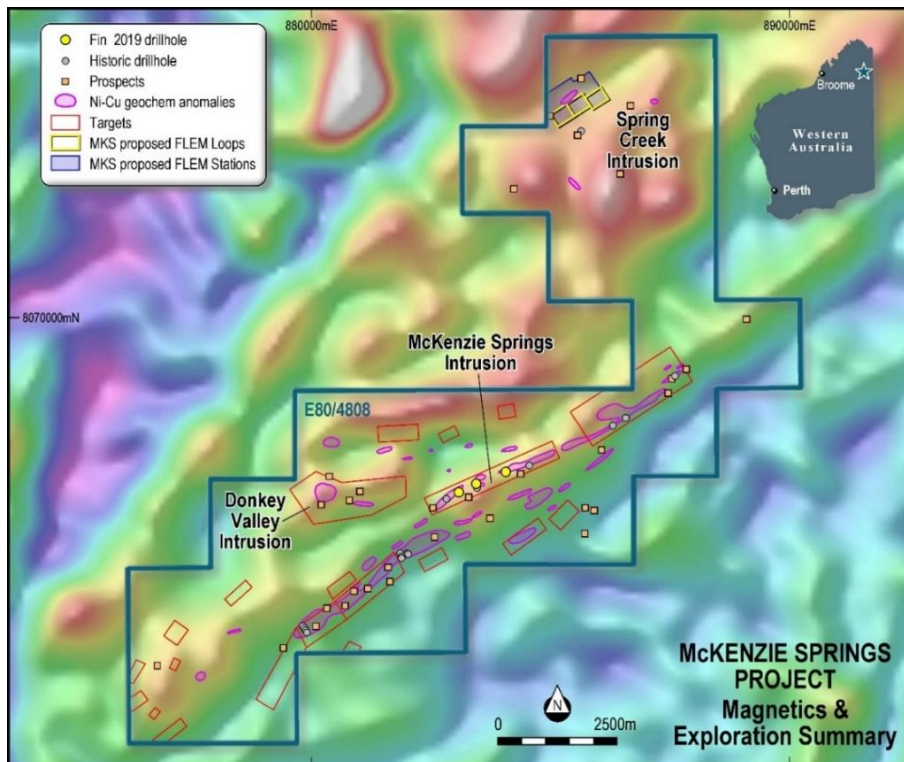 880000mE
890000mN
Fin 2019 drillhole
Historic drillhole
Prospects
Ni-Cu geochem anomalies
Targets
MKS proposed FLEM Loops
MKS proposed FLEM Stations
Spring
Creek
Intrusion
Broome
Western
Australia
Perth
8070000mN
McKenzie Springs
Intrusion
E80/4808
Donkey
Valley
Intrusion
N
0 2500m
McKENZIE SPRINGS
PROJECT
Magnetics &
Exploration Summary